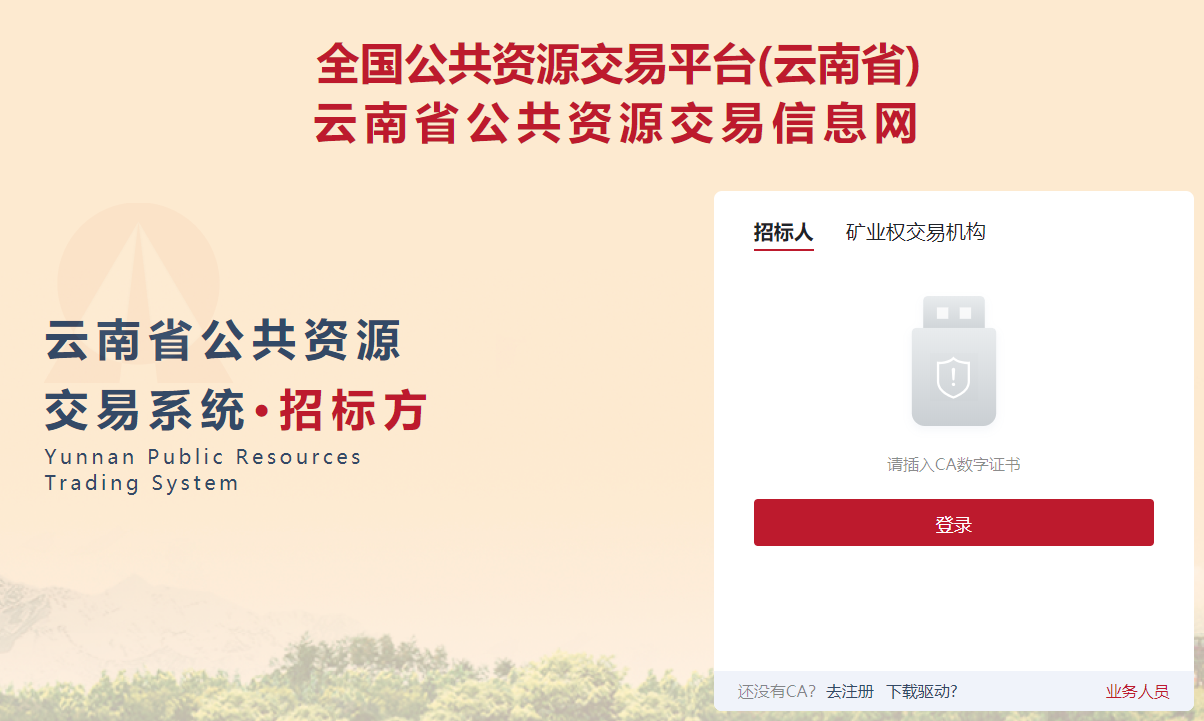 全国公共资源交易平台(云南省)
云南省公共资源交易信息网
招标人 矿业权交易机构
云南省公共资源
交易系统·招标方
Yunnan Public Resources
Trading System
请插入CA数字证书
登录
还没有CA? 去注册 下载驱动? 业务人员